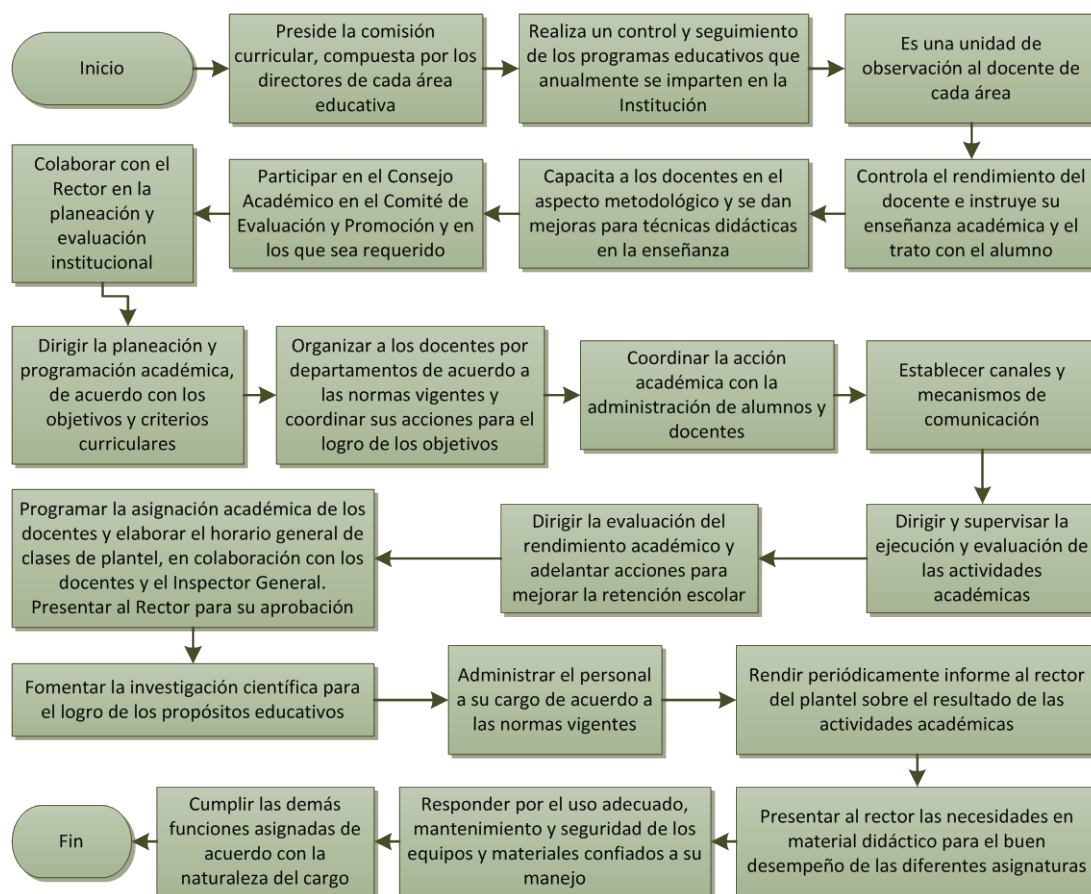 Inicio
Preside la comisión
curricular, compuesta por los
directores de cada área
educativa
Realiza un control y seguimiento
de los programas educativos que
anualmente se imparten en la
Institución
Es una unidad de
observación al docente de
cada área
Controla el rendimiento del
docente e instruye su
enseñanza académica y el
trato con el alumno
Capacita a los docentes en el
aspecto metodológico y se dan
mejoras para técnicas didácticas
en la enseñanza
Participar en el Consejo
Académico en el Comité de
Evaluación y Promoción y en
los que sea requerido
Colaborar con el
Rector en la
planeación y
evaluación
institucional
Dirigir la planeación y
programación académica,
de acuerdo con los
objetivos y criterios
curriculares
Organizar a los docentes por
departamentos de acuerdo a
las normas vigentes y
coordinar sus acciones para el
logro de los objetivos
Coordinar la acción
académica con la
administración de alumnos y
docentes
Establecer canales y
mecanismos de
comunicación
Dirigir y supervisar la
ejecución y evaluación de
las actividades
académicas
Dirigir la evaluación del
rendimiento académico y
adelantar acciones para
mejorar la retención escolar
Programar la asignación académica de los
docentes y elaborar el horario general de
clases de plantel, en colaboración con los
docentes y el Inspector General.
Presentar al Rector para su aprobación
Fomentar la investigación científica para
el logro de los propósitos educativos
Administrar el personal
a su cargo de acuerdo a
las normas vigentes
Rendir periódicamente informe al rector
del plantel sobre el resultado de las
actividades académicas
Presentar al rector las necesidades en
material didáctico para el buen
desempeño de las diferentes asignaturas
Responder por el uso adecuado,
mantenimiento y seguridad de los
equipos y materiales confiados a su
manejo
Cumplir las demás
funciones asignadas de
acuerdo con la
naturaleza del cargo
Fin